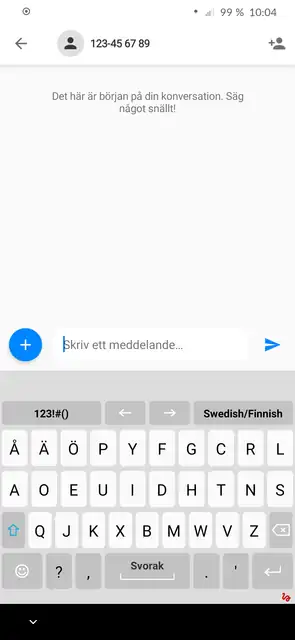 99 % 10:04
123-45 67 89
Det här är början på din konversation. Säg
något snällt!
Skriv ett meddelande...
123!#() Swedish/Finnish
Å Ä Ö P Y F G C R L
A O E U I D H T N S
Q J K X B M W V Z
? , Svorak . '